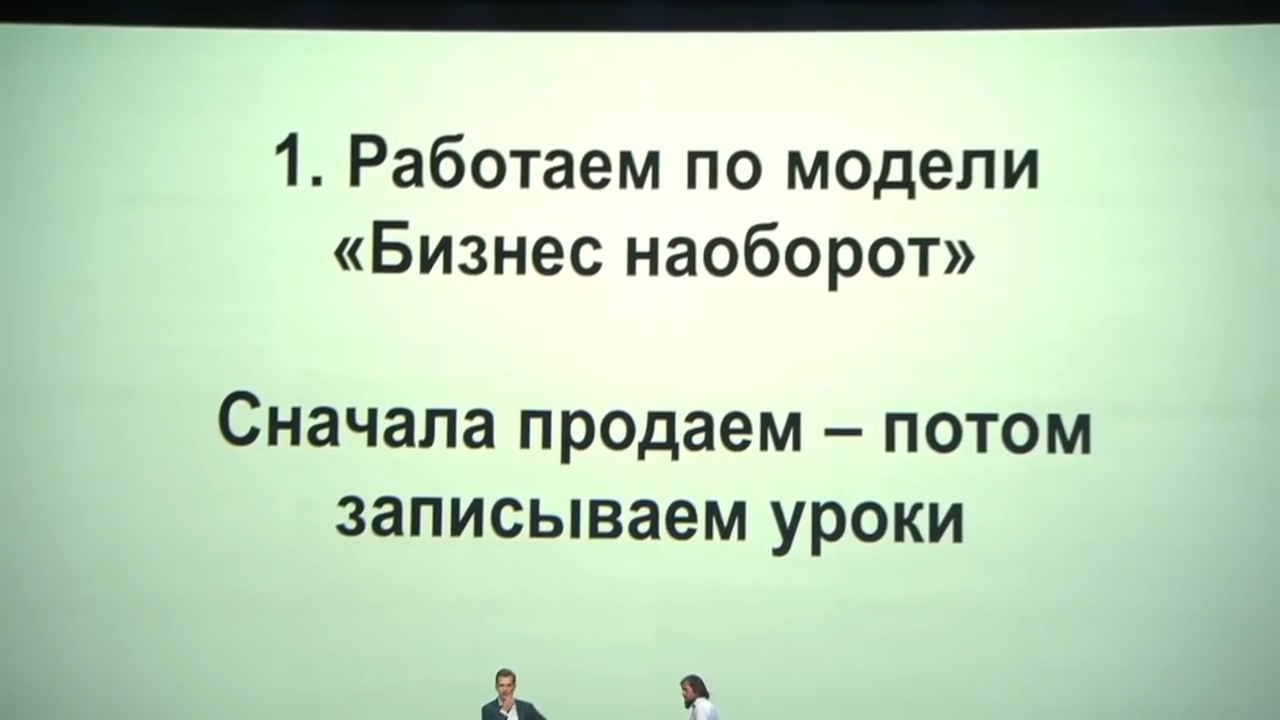 1. Работаем по модели
«Бизнес наоборот»
Сначала продаем – потом
записываем уроки